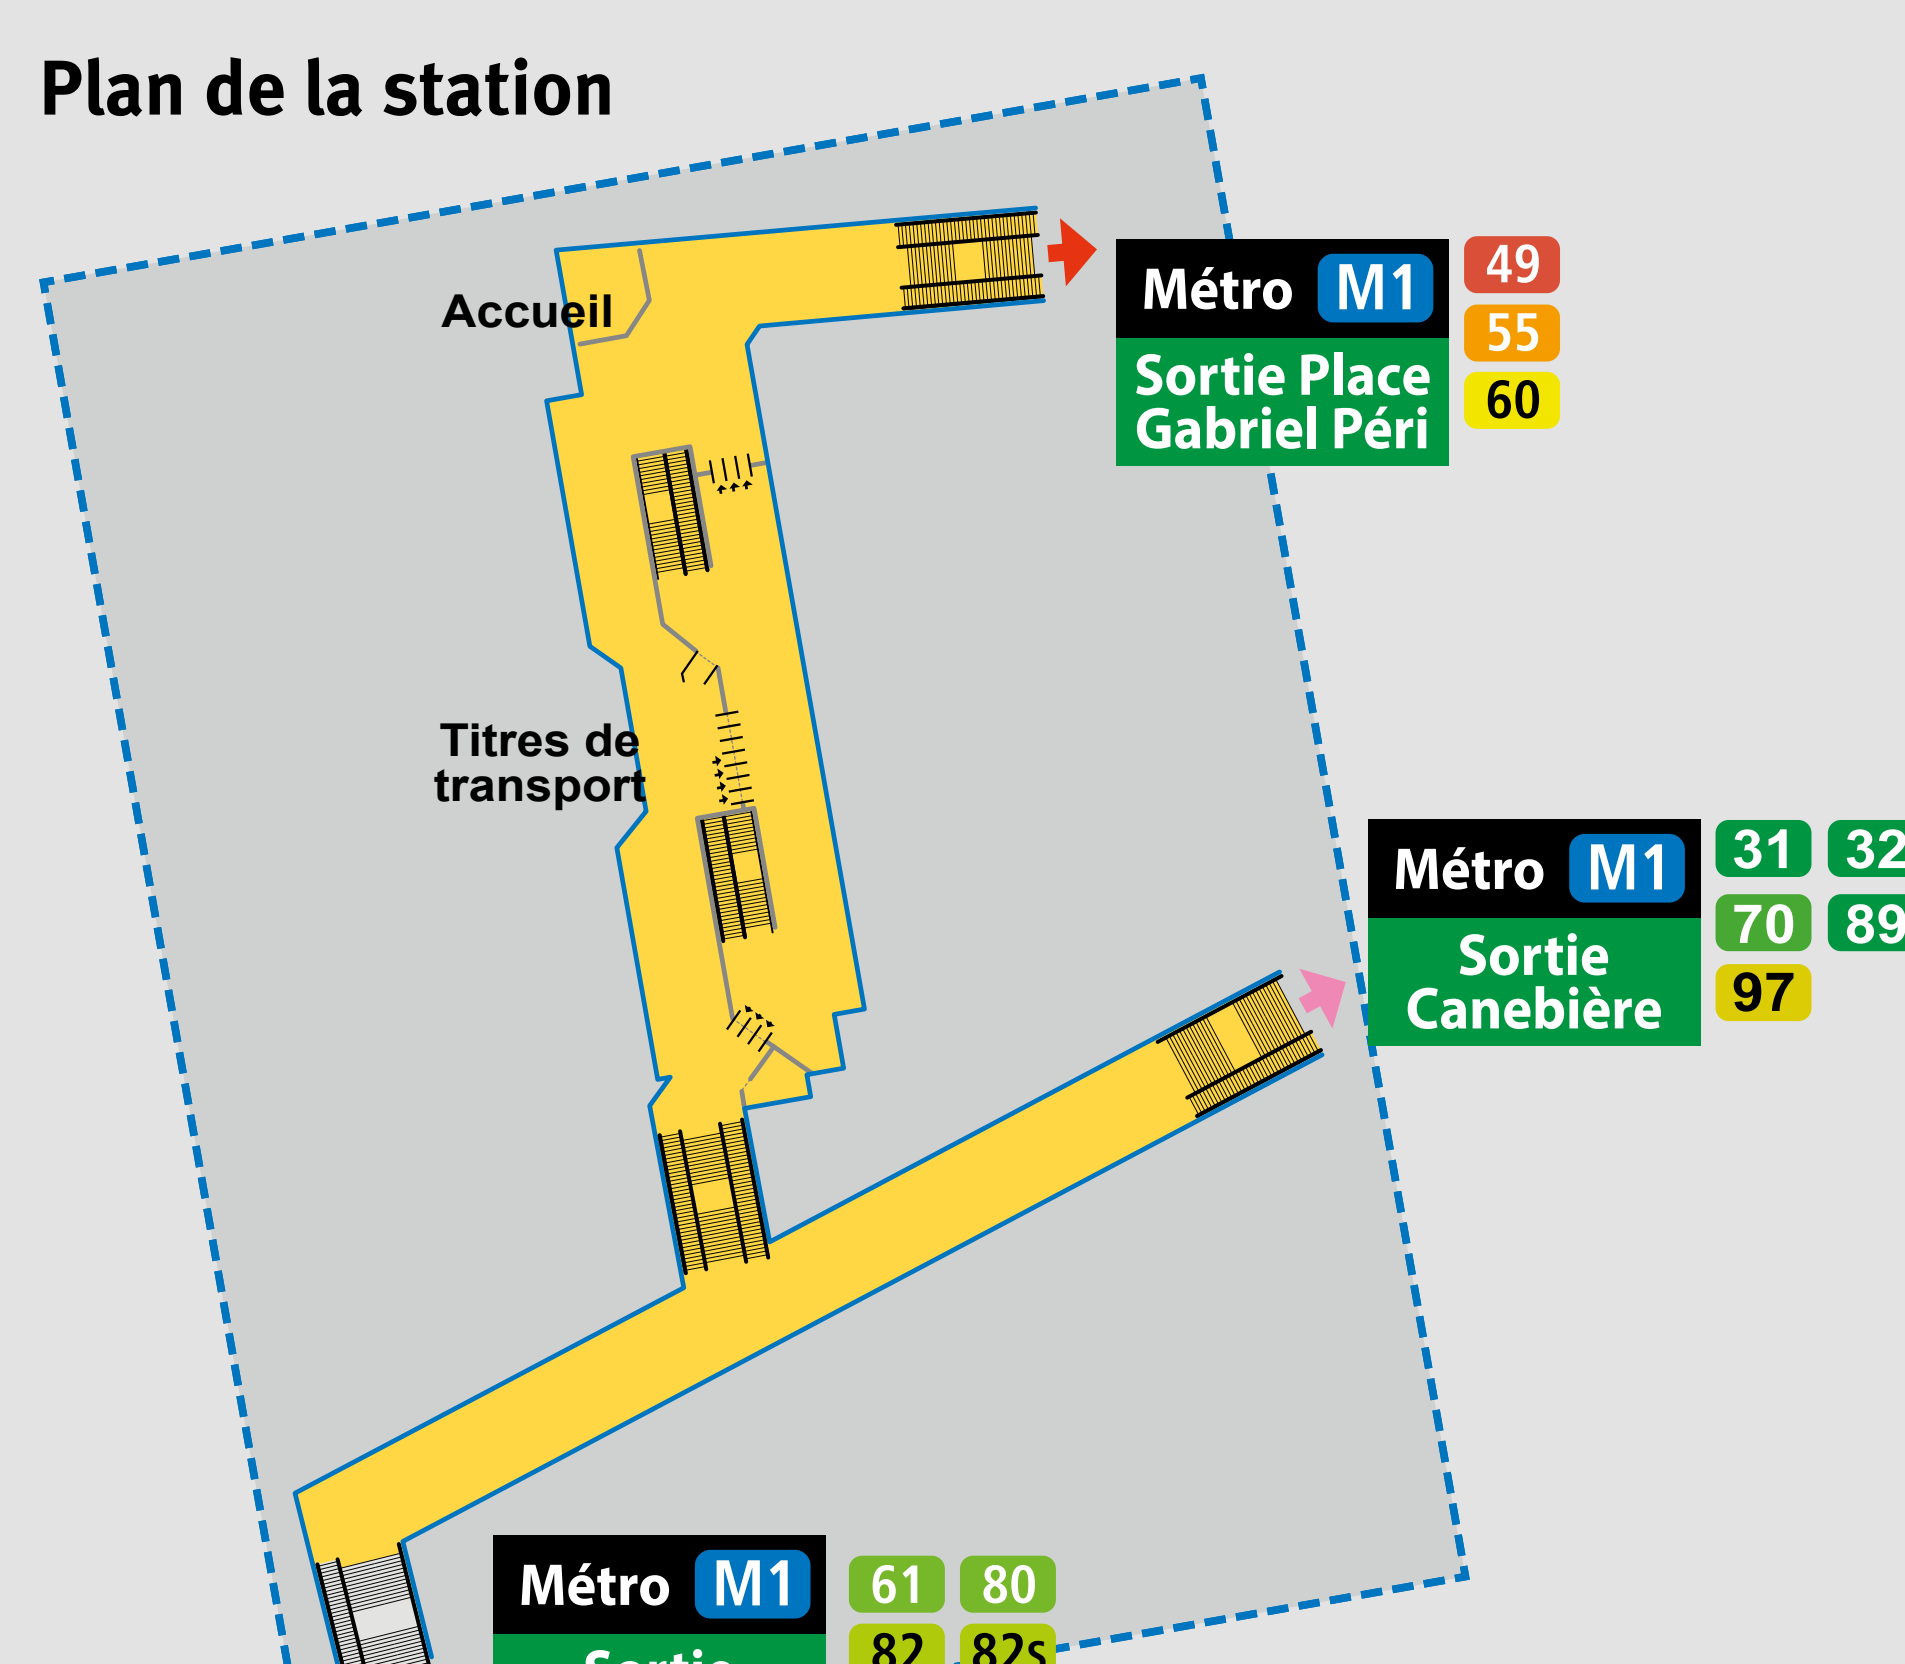 Plan de la station
Accueil
Métro M1
Sortie Place
Gabriel Péri
49
55
60
Titres de
transport
Métro M1
Sortie
Canebière
31 32
70 89
97
Métro M1
Sortie
61 80
82 82s